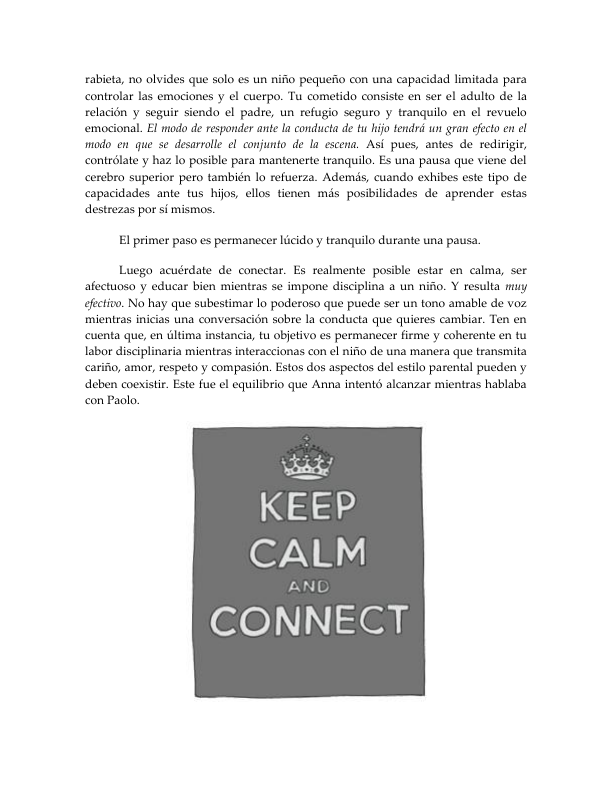 rabieta, no olvides que solo es un niño pequeño con una capacidad limitada para
controlar las emociones y el cuerpo. Tu cometido consiste en ser el adulto de la
relación y seguir siendo el padre, un refugio seguro y tranquilo en el revuelo
emocional. El modo de responder ante la conducta de tu hijo tendrá un gran efecto en el
modo en que se desarrolle el conjunto de la escena. Así pues, antes de redirigir,
contrólate y haz lo posible para mantenerte tranquilo. Es una pausa que viene del
cerebro superior pero también lo refuerza. Además, cuando exhibes este tipo de
capacidades ante tus hijos, ellos tienen más posibilidades de aprender estas
destrezas por sí mismos.
El primer paso es permanecer lúcido y tranquilo durante una pausa.
Luego acuérdate de conectar. Es realmente posible estar en calma, ser
afectuoso y educar bien mientras se impone disciplina a un niño. Y resulta muy
efectivo. No hay que subestimar lo poderoso que puede ser un tono amable de voz
mientras inicias una conversación sobre la conducta que quieres cambiar. Ten en
cuenta que, en última instancia, tu objetivo es permanecer firme y coherente en tu
labor disciplinaria mientras interaccionas con el niño de una manera que transmita
cariño, amor, respeto y compasión. Estos dos aspectos del estilo parental pueden y
deben coexistir. Este fue el equilibrio que Anna intentó alcanzar mientras hablaba
con Paolo.
KEEP
CALM
AND
CONNECT